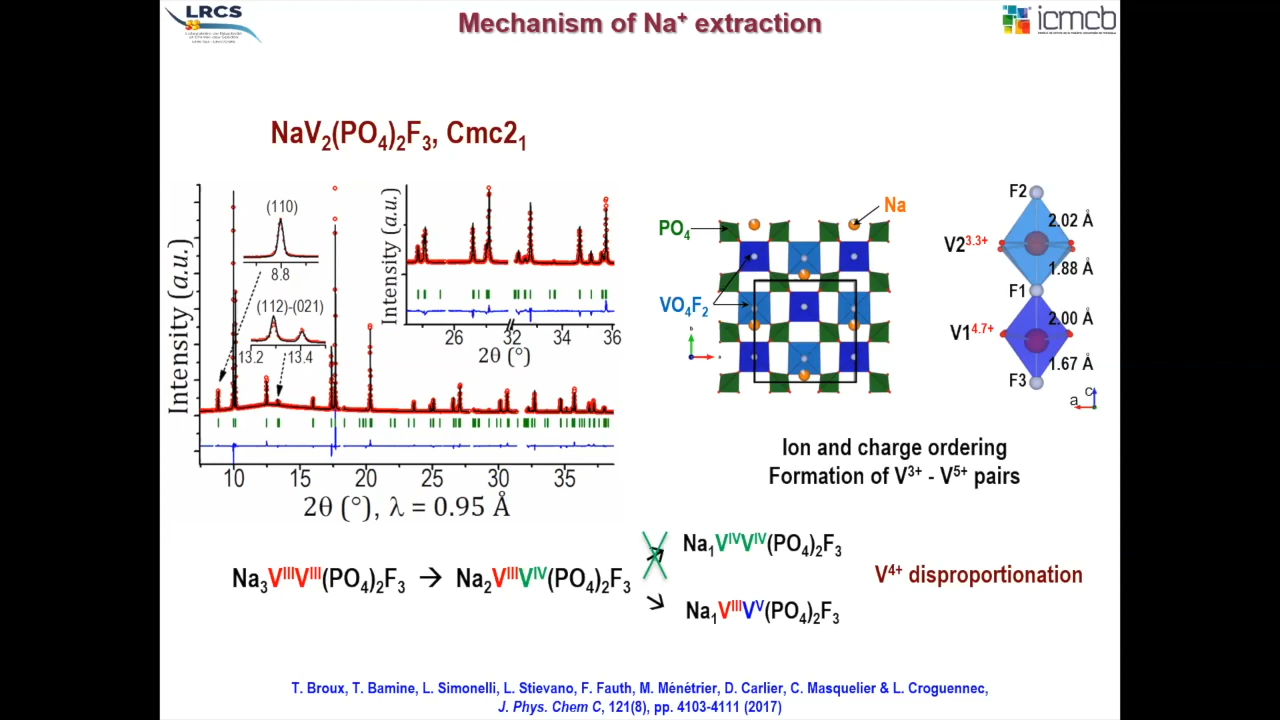 LRCS
Mechanism of Na⁺ extraction
icmcb
NaV₂(PO₄)₂F₃, Cmc2₁
Intensity (a.u.)
(110)
8.8
(112)-(021)
13.2 13.4
10 15 20 25 30 35
2θ (°), λ = 0.95 Å
Intensity (a.u.)
26 32 34 36
2θ (°)
Na
PO₄
VO₄F₂
b
a
F2
2.02 Å
V2³·³⁺
1.88 Å
F1
2.00 Å
V1⁴·⁷⁺
1.67 Å
F3
c
a
Ion and charge ordering
Formation of V³⁺ - V⁵⁺ pairs
Na₃VᴵᴵᴵVᴵᴵᴵ(PO₄)₂F₃ → Na₂VᴵᴵᴵVᴵⱽ(PO₄)₂F₃
Na₁VᴵⱽVᴵⱽ(PO₄)₂F₃
V⁴⁺ disproportionation
Na₁VᴵᴵᴵVⱽ(PO₄)₂F₃
T. Broux, T. Bamine, L. Simonelli, L. Stievano, F. Fauth, M. Ménétrier, D. Carlier, C. Masquelier & L. Croguennec,
J. Phys. Chem C, 121(8), pp. 4103-4111 (2017)